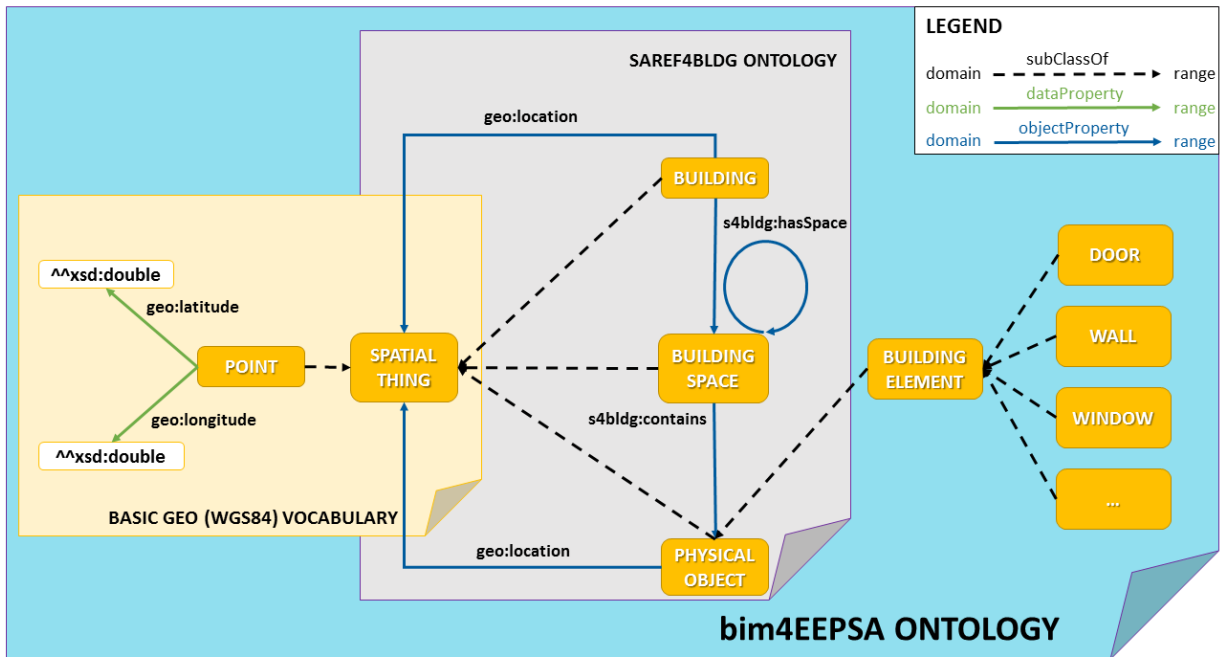 LEGEND
subClassOf
domain range
dataProperty
domain range
objectProperty
domain range
SAREF4BLDG ONTOLOGY
geo:location
BUILDING
s4bldg:hasSpace
^^xsd:double
geo:latitude
POINT
SPATIAL
THING
BUILDING
SPACE
BUILDING
ELEMENT
DOOR
WALL
WINDOW
...
geo:longitude
s4bldg:contains
^^xsd:double
BASIC GEO (WGS84) VOCABULARY
geo:location
PHYSICAL
OBJECT
bim4EEPSA ONTOLOGY